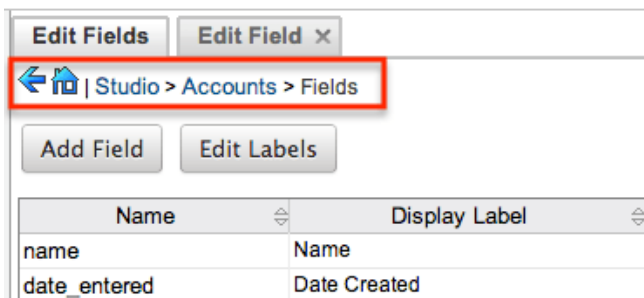 Edit Fields Edit Field ×
| Studio > Accounts > Fields
Add Field Edit Labels
Name Display Label
name Name
date_entered Date Created